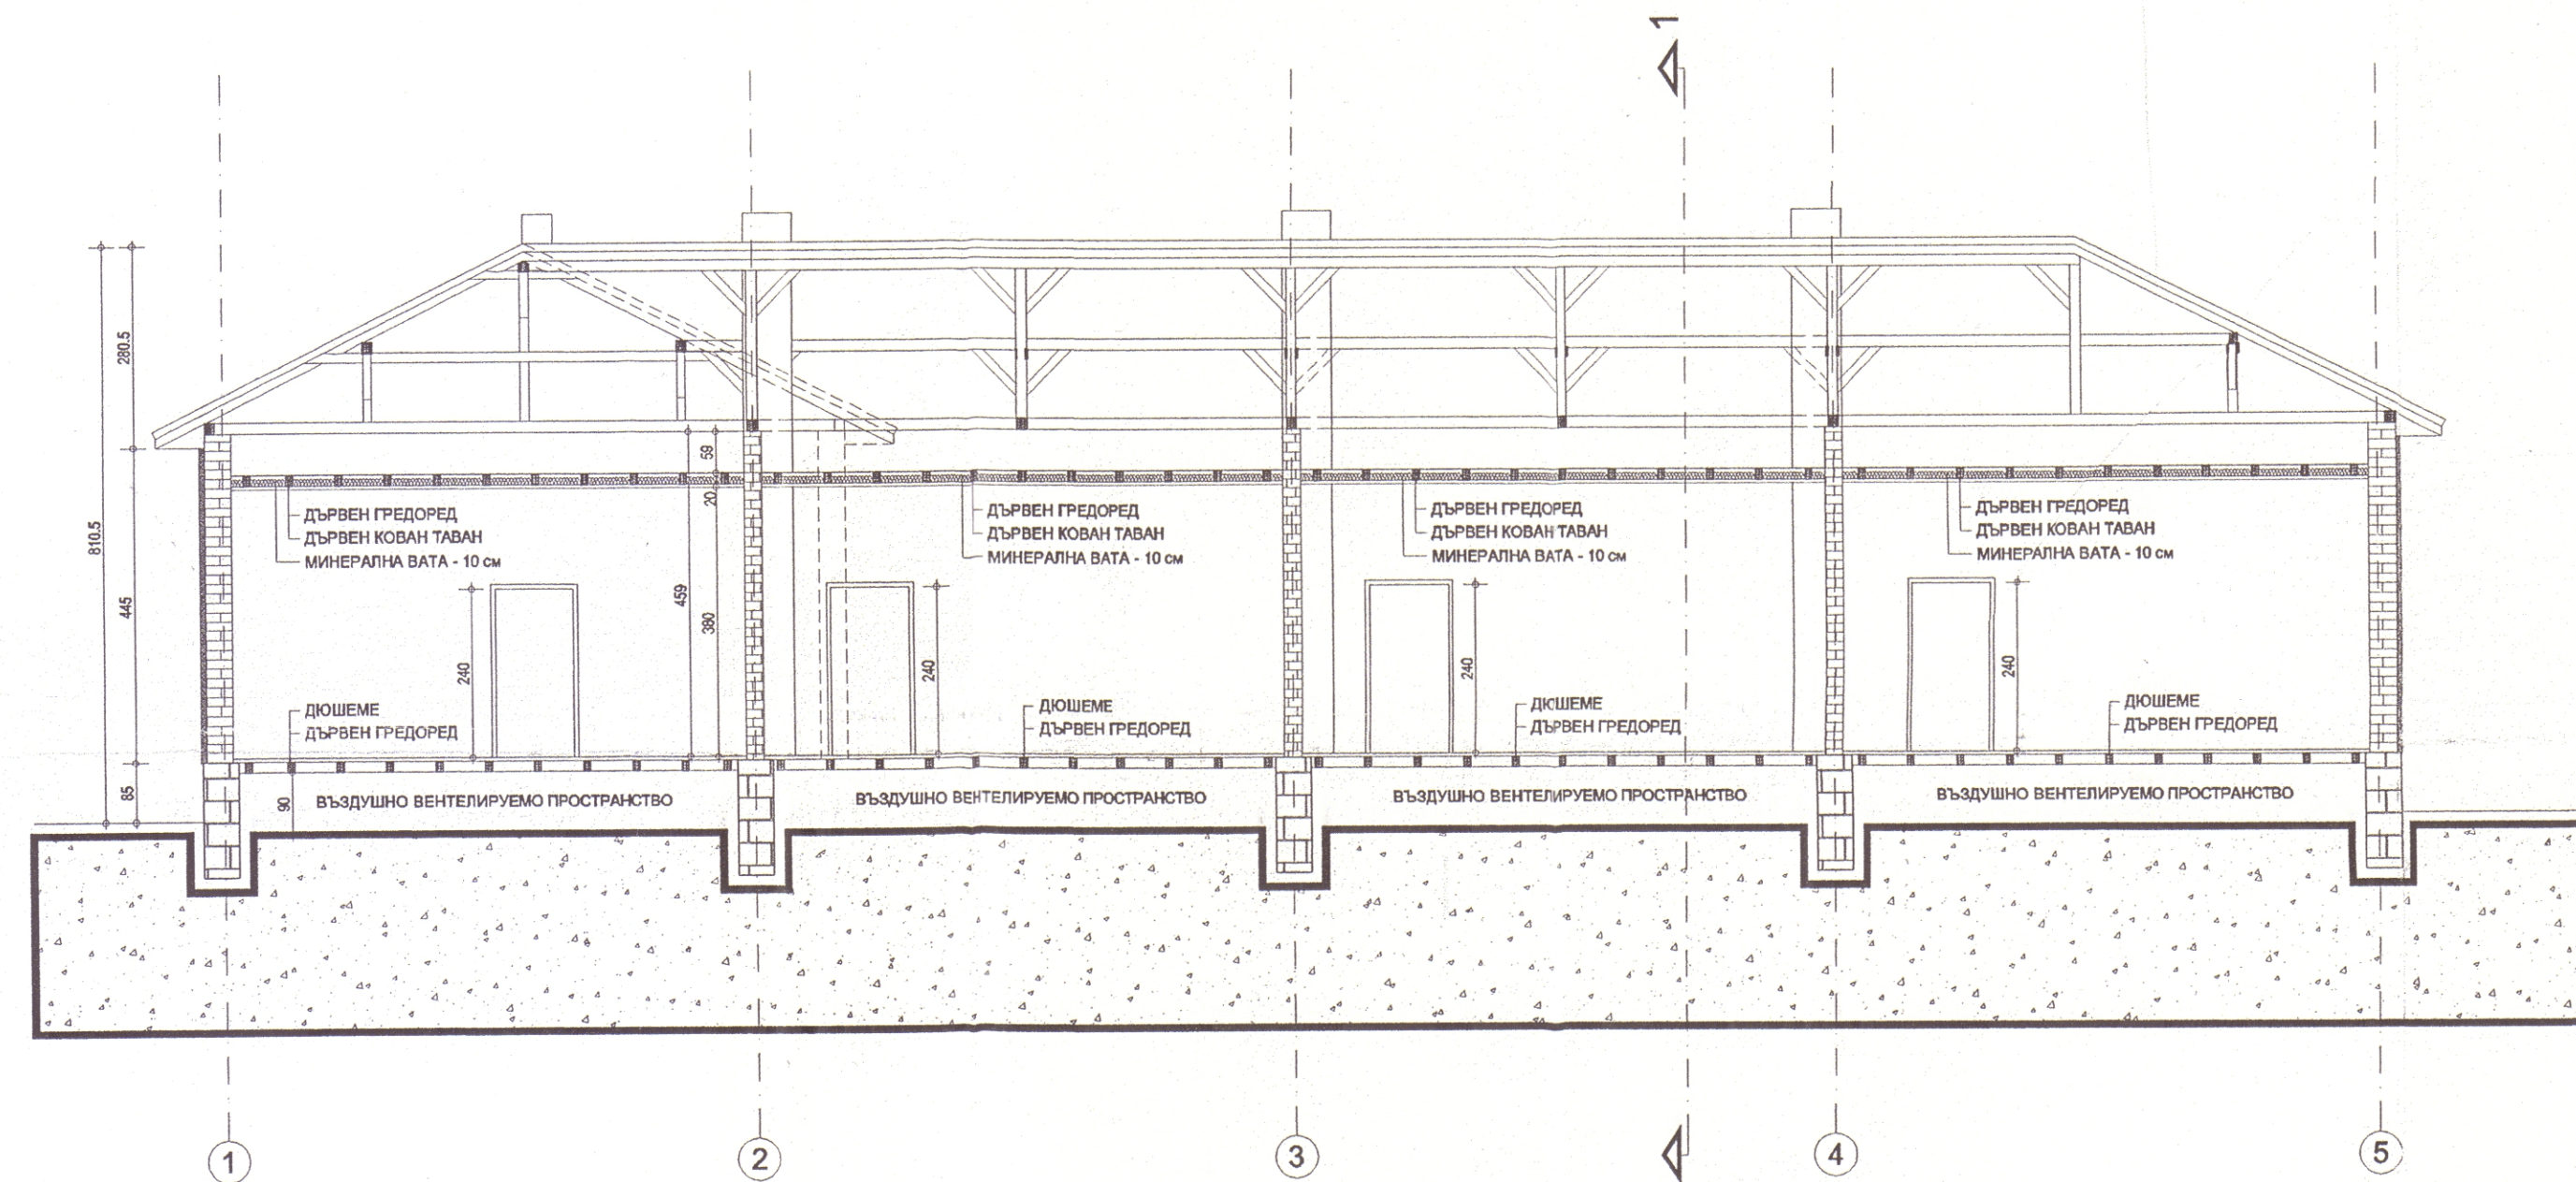 1
280.5
59
20
ДЪРВЕН ГРЕДОРЕД
ДЪРВЕН КОВАН ТАВАН
МИНЕРАЛНА ВАТА - 10 см
ДЪРВЕН ГРЕДОРЕД
ДЪРВЕН КОВАН ТАВАН
МИНЕРАЛНА ВАТА - 10 см
ДЪРВЕН ГРЕДОРЕД
ДЪРВЕН КОВАН ТАВАН
МИНЕРАЛНА ВАТА - 10 см
ДЪРВЕН ГРЕДОРЕД
ДЪРВЕН КОВАН ТАВАН
МИНЕРАЛНА ВАТА - 10 см
810.5
445
459
380
240
240
240
240
ДЮШЕМЕ
ДЪРВЕН ГРЕДОРЕД
ДЮШЕМЕ
ДЪРВЕН ГРЕДОРЕД
ДЮШЕМЕ
ДЪРВЕН ГРЕДОРЕД
ДЮШЕМЕ
ДЪРВЕН ГРЕДОРЕД
85
90
ВЪЗДУШНО ВЕНТЕЛИРУЕМО ПРОСТРАНСТВО
ВЪЗДУШНО ВЕНТЕЛИРУЕМО ПРОСТРАНСТВО
ВЪЗДУШНО ВЕНТЕЛИРУЕМО ПРОСТРАНСТВО
ВЪЗДУШНО ВЕНТЕЛИРУЕМО ПРОСТРАНСТВО
1
2
3
4
5